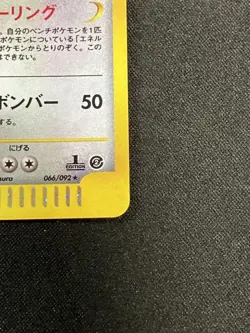 ーリング
、自分のベンチポケモンを1匹
ポケモンについている「エネル
ポケモンからとりのぞく。この
はできない。
ボンバー 50
する。
にげる
1 EDITION
066/092★